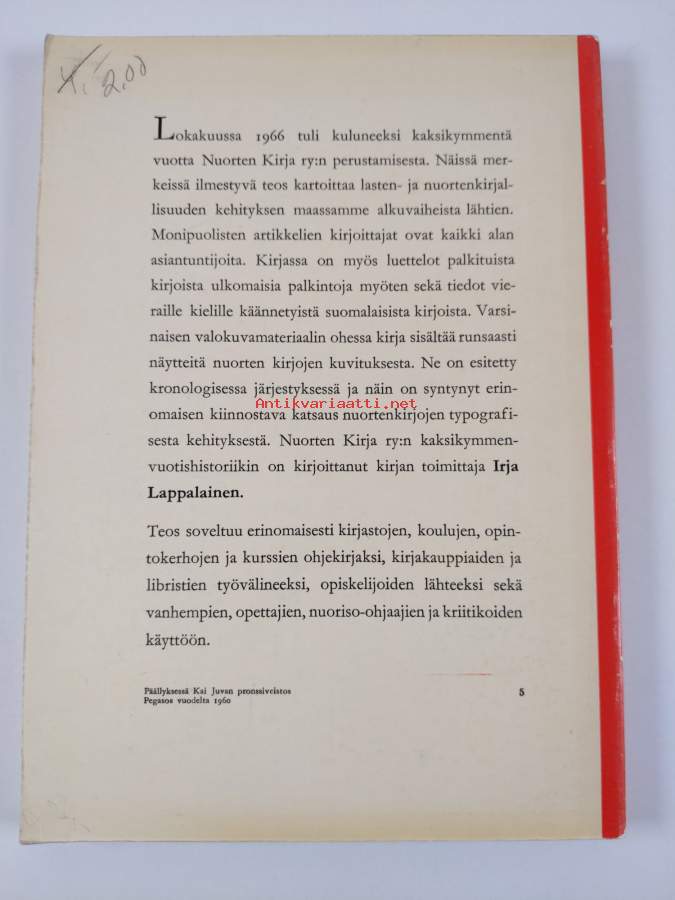 4,- 2,00
Lokakuussa 1966 tuli kuluneeksi kaksikymmentä
vuotta Nuorten Kirja ry:n perustamisesta. Näissä mer-
keissä ilmestyvä teos kartoittaa lasten- ja nuortenkirjal-
lisuuden kehityksen maassamme alkuvaiheista lähtien.
Monipuolisten artikkelien kirjoittajat ovat kaikki alan
asiantuntijoita. Kirjassa on myös luettelot palkituista
kirjoista ulkomaisia palkintoja myöten sekä tiedot vie-
raille kielille käännetyistä suomalaisista kirjoista. Varsi-
naisen valokuvamateriaalin ohessa kirja sisältää runsaasti
näytteitä nuorten kirjojen kuvituksesta. Ne on esitetty
kronologisessa järjestyksessä ja näin on syntynyt erin-
Antikvariaatti.net
omaisen kiinnostava katsaus nuortenkirjojen typografi-
sesta kehityksestä. Nuorten Kirja ry:n kaksikymmen-
vuotishistoriikin on kirjoittanut kirjan toimittaja Irja
Lappalainen.
Teos soveltuu erinomaisesti kirjastojen, koulujen, opin-
tokerhojen ja kurssien ohjekirjaksi, kirjakauppiaiden ja
libristien työvälineeksi, opiskelijoiden lähteeksi sekä
vanhempien, opettajien, nuoriso-ohjaajien ja kriitikoiden
käyttöön.
Päällyksessä Kai Juvan pronssiveistos
Pegasos vuodelta 1960
5